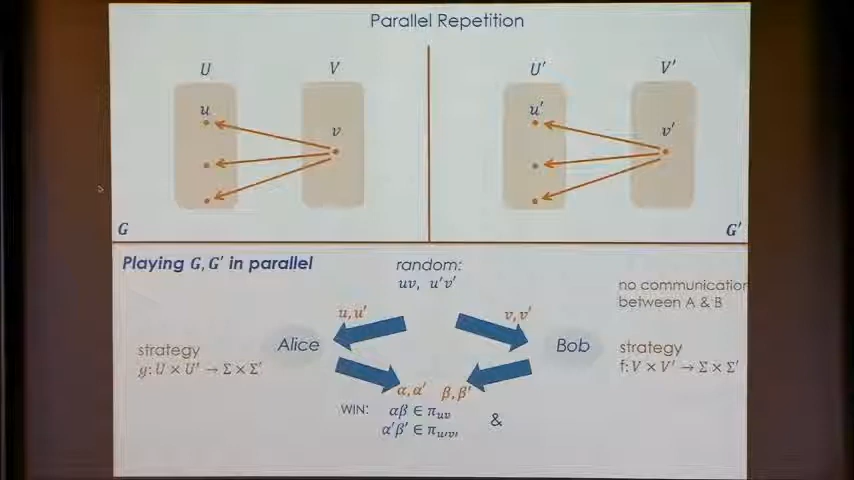 Parallel Repetition
U
V
u
v
G
U′
V′
u′
v′
G′
Playing G, G′ in parallel
random:
uv, u′v′
no communication
between A & B
u, u′
v, v′
Alice
Bob
strategy
g: U × U′ → Σ × Σ′
strategy
f: V × V′ → Σ × Σ′
α, α′ β, β′
WIN: αβ ∈ π_uv
&
α′β′ ∈ π_u′v′